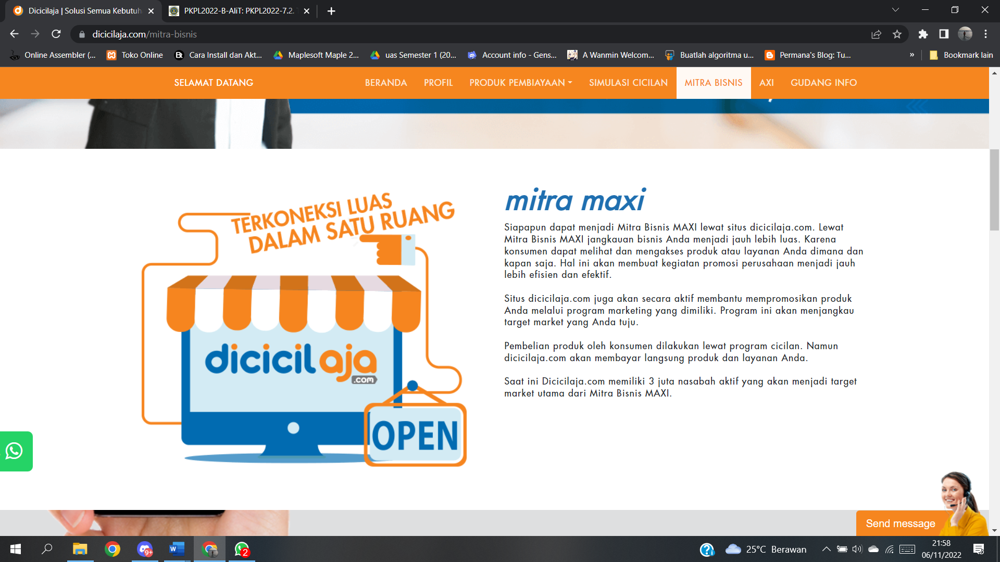 Dicicilaja | Solusi Semua Kebutuh
PKPL2022-B-AliT: PKPL2022-7.2.
dicicilaja.com/mitra-bisnis
Online Assembler (...
Toko Online
Cara Install dan Akt...
Maplesoft Maple 2...
uas Semester 1 (20...
Account info - Gens...
A Wanmin Welcom...
Buatlah algoritma u...
Permana's Blog: Tu...
»
Bookmark lain
SELAMAT DATANG
BERANDA
PROFIL
PRODUK PEMBIAYAAN
SIMULASI CICILAN
MITRA BISNIS
AXI
GUDANG INFO
TERKONEKSI LUAS
DALAM SATU RUANG
dicicilaja
.com
OPEN
mitra maxi
Siapapun dapat menjadi Mitra Bisnis MAXI lewat situs dicicilaja.com. Lewat
Mitra Bisnis MAXI jangkauan bisnis Anda menjadi jauh lebih luas. Karena
konsumen dapat melihat dan mengakses produk atau layanan Anda dimana dan
kapan saja. Hal ini akan membuat kegiatan promosi perusahaan menjadi jauh
lebih efisien dan efektif.
Situs dicicilaja.com juga akan secara aktif membantu mempromosikan produk
Anda melalui program marketing yang dimiliki. Program ini akan menjangkau
target market yang Anda tuju.
Pembelian produk oleh konsumen dilakukan lewat program cicilan. Namun
dicicilaja.com akan membayar langsung produk dan layanan Anda.
Saat ini Dicicilaja.com memiliki 3 juta nasabah aktif yang akan menjadi target
market utama dari Mitra Bisnis MAXI.
Send message
9+
2
25°C Berawan
21:58
06/11/2022